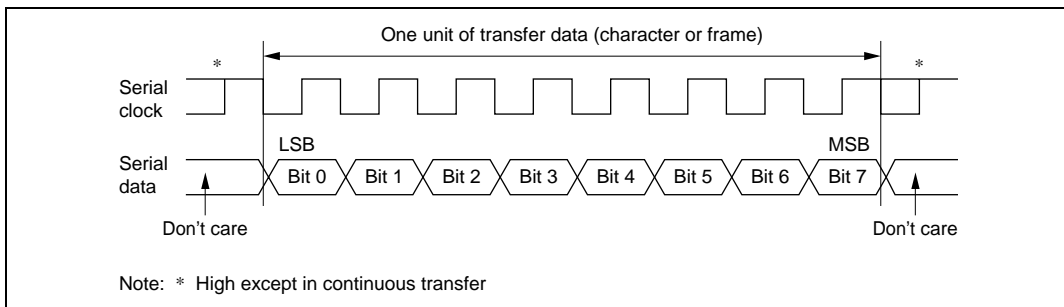 One unit of transfer data (character or frame)
* *
Serial
clock
LSB MSB
Serial
data
Bit 0 Bit 1 Bit 2 Bit 3 Bit 4 Bit 5 Bit 6 Bit 7
Don’t care Don’t care
Note: * High except in continuous transfer